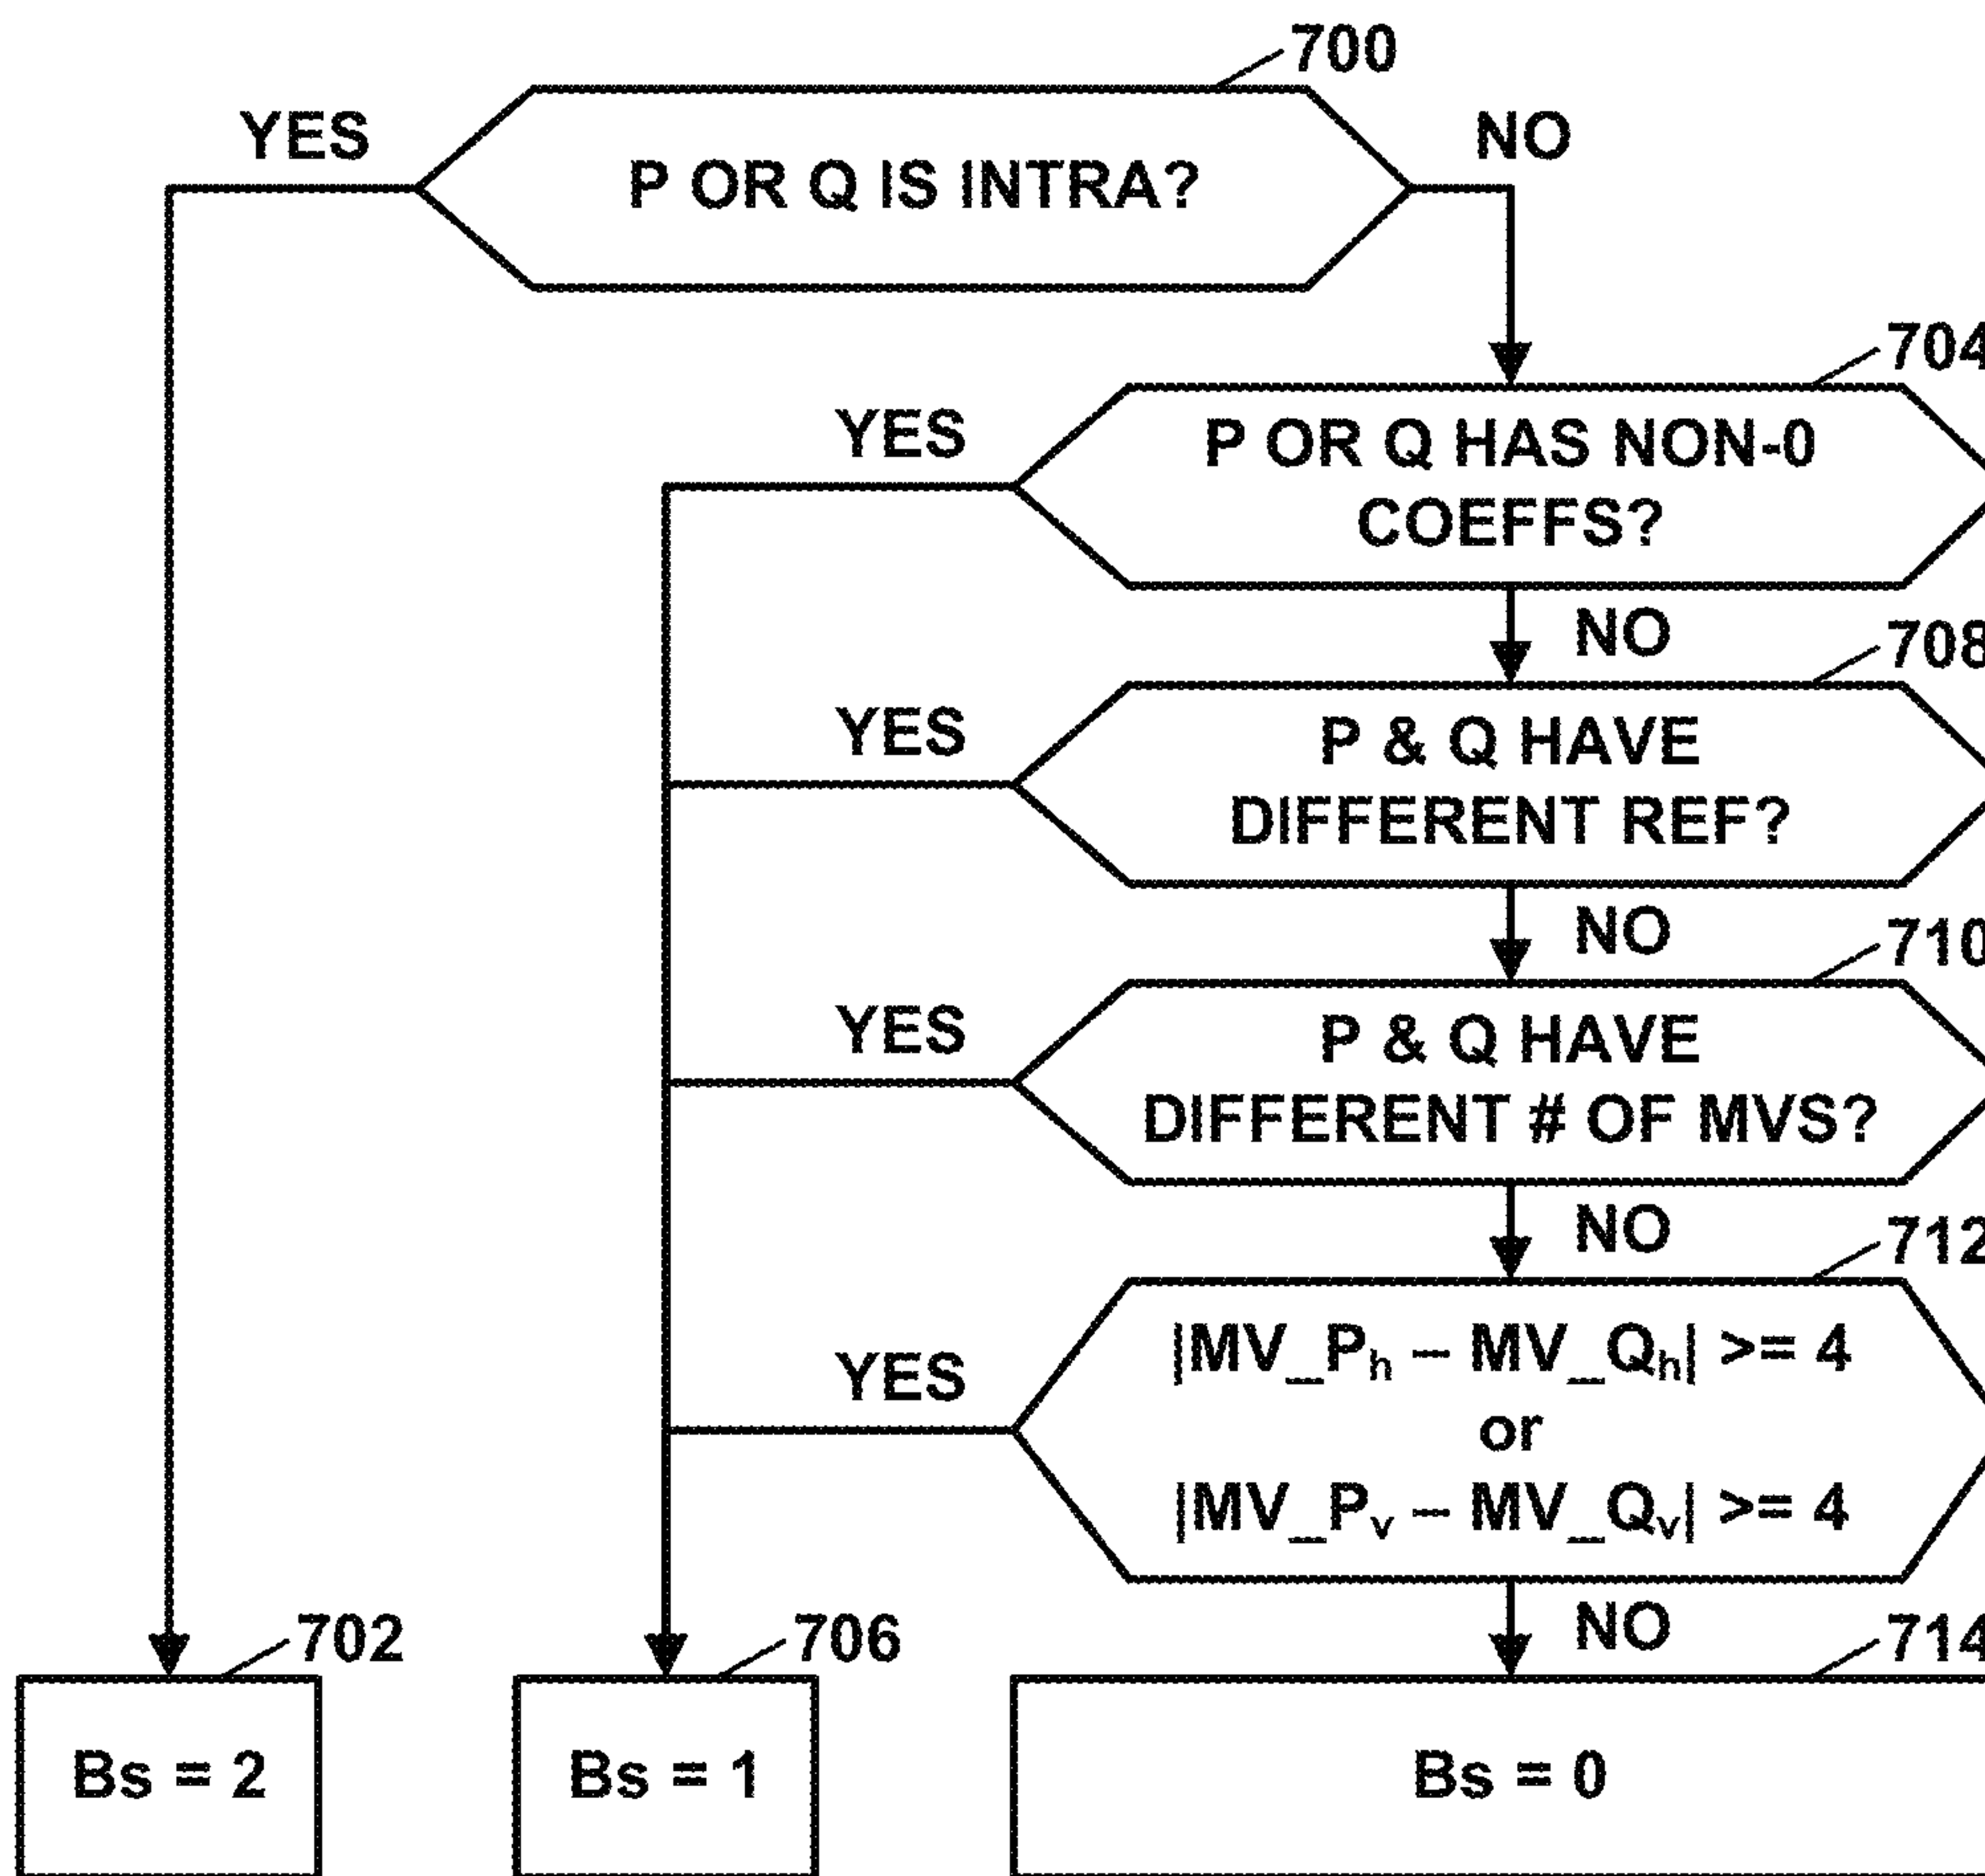 700
YES
NO
P OR Q IS INTRA?
704
YES
P OR Q HAS NON-0
COEFFS?
NO
708
YES
P & Q HAVE
DIFFERENT REF?
NO
710
YES
P & Q HAVE
DIFFERENT # OF MVS?
NO
712
YES
|MV_Pₕ – MV_Qₕ| >= 4
or
|MV_Pᵥ – MV_Qᵥ| >= 4
NO
702
706
714
Bs = 2
Bs = 1
Bs = 0